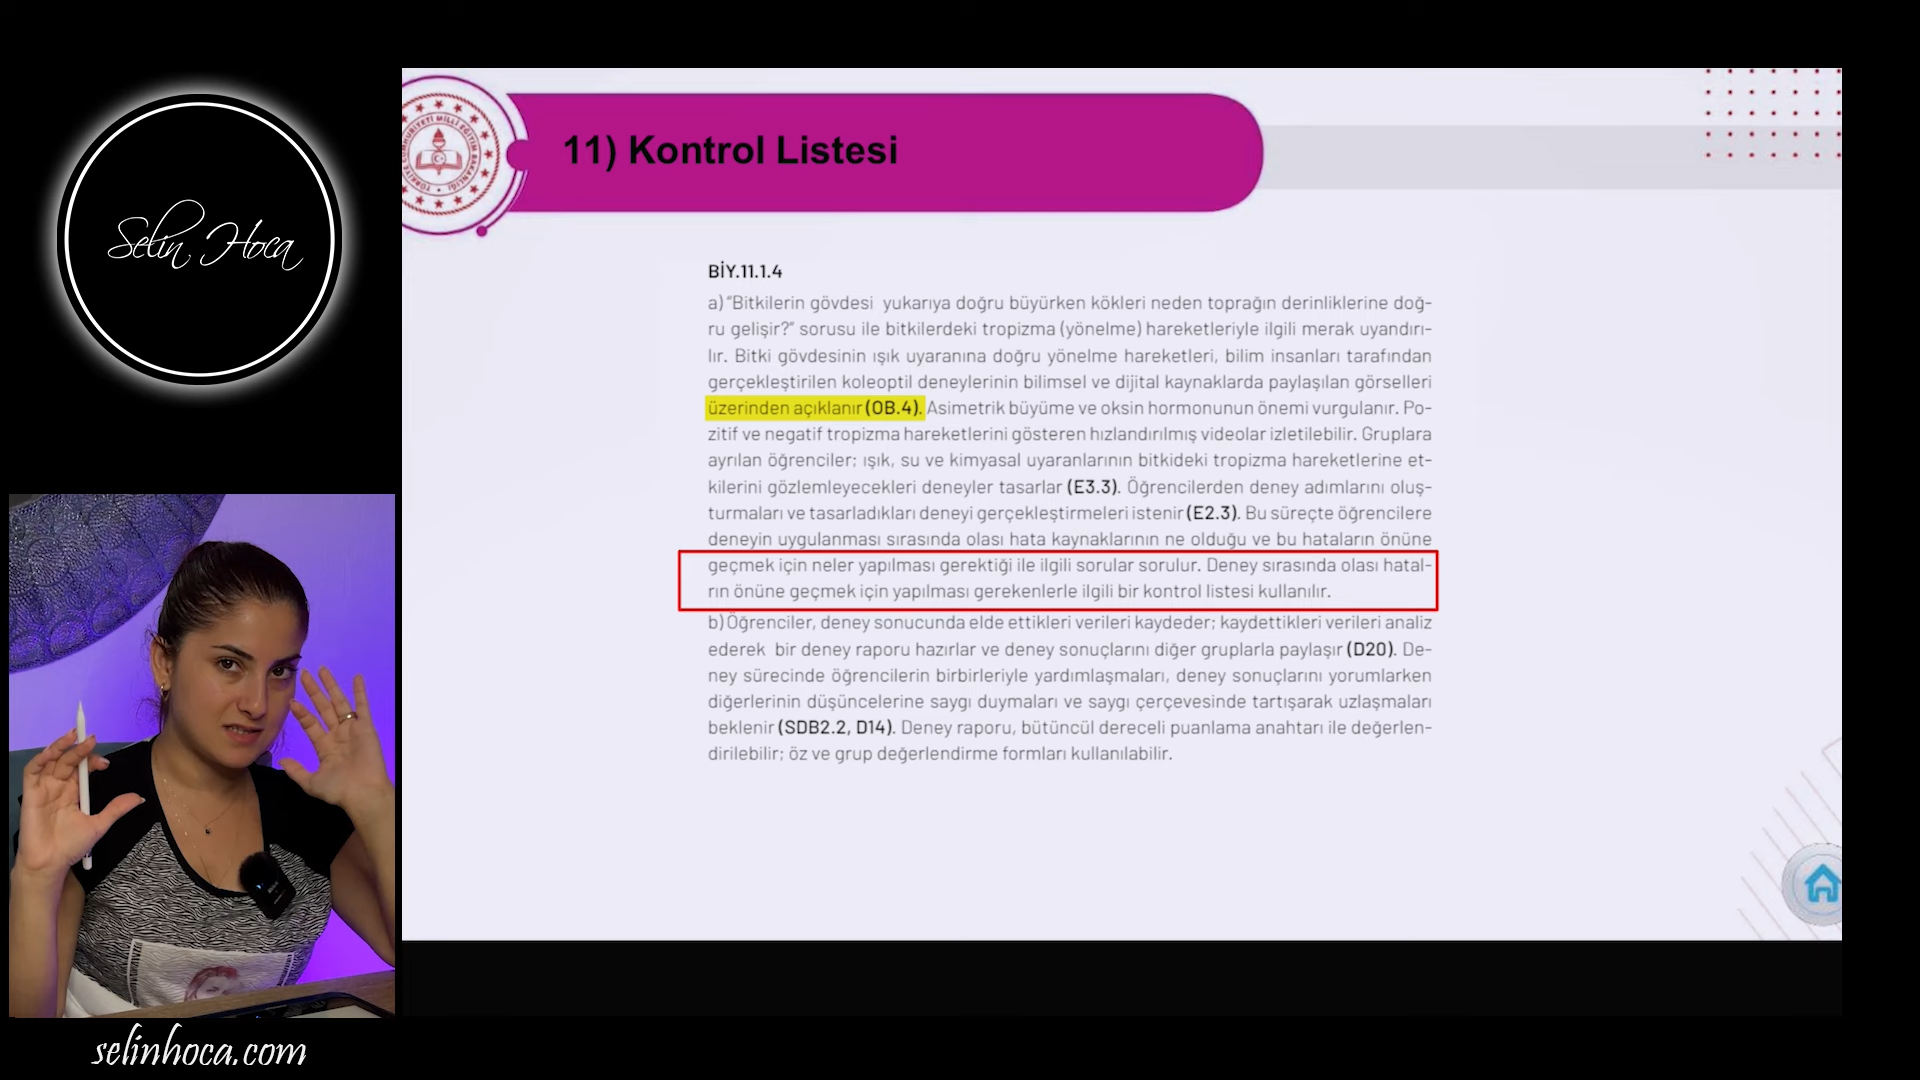 Selin Hoca
TÜRKİYE CUMHURİYETİ MİLLÎ EĞİTİM BAKANLIĞI
11) Kontrol Listesi
BİY.11.1.4
a) "Bitkilerin gövdesi yukarıya doğru büyürken kökleri neden toprağın derinliklerine doğ-
ru gelişir?" sorusu ile bitkilerdeki tropizma (yönelme) hareketleriyle ilgili merak uyandırı-
lır. Bitki gövdesinin ışık uyaranına doğru yönelme hareketleri, bilim insanları tarafından
gerçekleştirilen koleoptil deneylerinin bilimsel ve dijital kaynaklarda paylaşılan görselleri
üzerinden açıklanır (OB.4). Asimetrik büyüme ve oksin hormonunun önemi vurgulanır. Po-
zitif ve negatif tropizma hareketlerini gösteren hızlandırılmış videolar izletilebilir. Gruplara
ayrılan öğrenciler; ışık, su ve kimyasal uyaranlarının bitkideki tropizma hareketlerine et-
kilerini gözlemleyecekleri deneyler tasarlar (E3.3). Öğrencilerden deney adımlarını oluş-
turmaları ve tasarladıkları deneyi gerçekleştirmeleri istenir (E2.3). Bu süreçte öğrencilere
deneyin uygulanması sırasında olası hata kaynaklarının ne olduğu ve bu hataların önüne
geçmek için neler yapılması gerektiği ile ilgili sorular sorulur. Deney sırasında olası hatal-
rın önüne geçmek için yapılması gerekenlerle ilgili bir kontrol listesi kullanılır.
b) Öğrenciler, deney sonucunda elde ettikleri verileri kaydeder; kaydettikleri verileri analiz
ederek bir deney raporu hazırlar ve deney sonuçlarını diğer gruplarla paylaşır (D20). De-
ney sürecinde öğrencilerin birbirleriyle yardımlaşmaları, deney sonuçlarını yorumlarken
diğerlerinin düşüncelerine saygı duymaları ve saygı çerçevesinde tartışarak uzlaşmaları
beklenir (SDB2.2, D14). Deney raporu, bütüncül dereceli puanlama anahtarı ile değerlen-
dirilebilir; öz ve grup değerlendirme formları kullanılabilir.
selinhoca.com